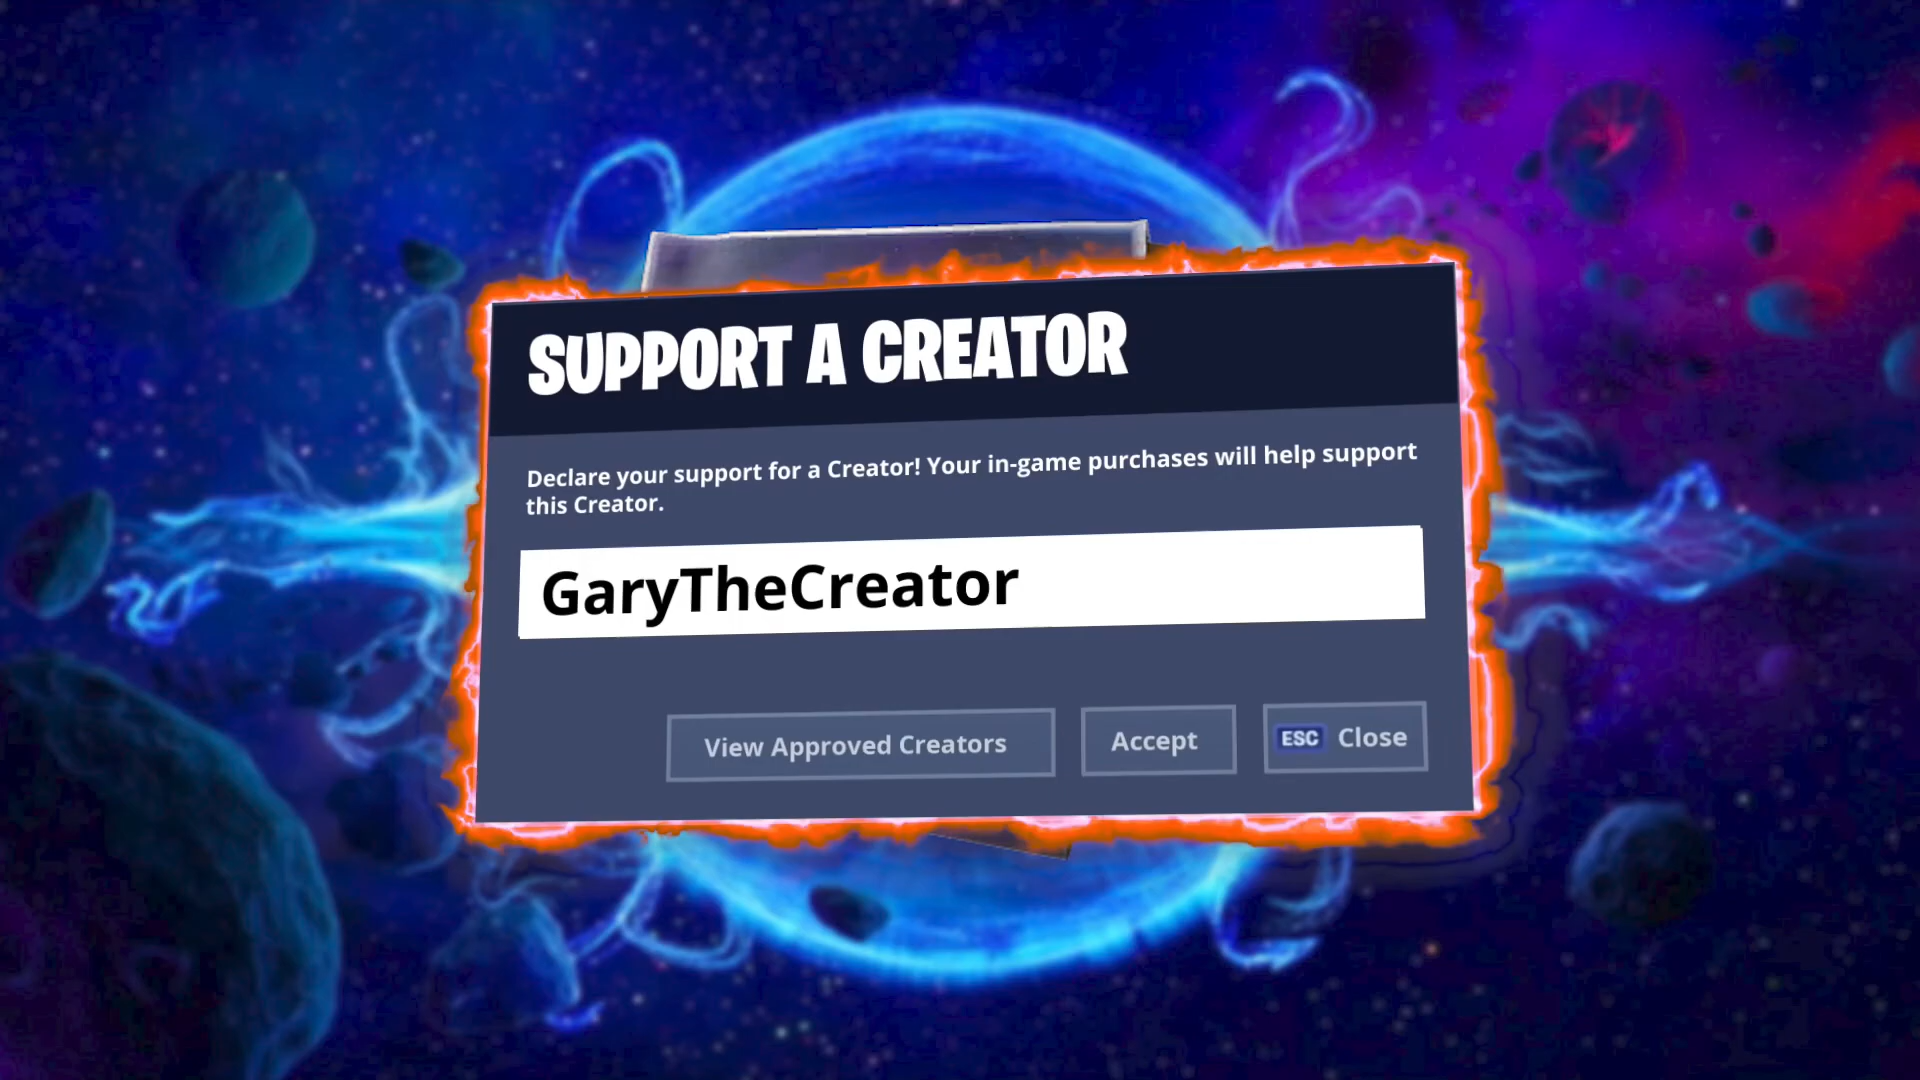 SUPPORT A CREATOR
Declare your support for a Creator! Your in-game purchases will help support
this Creator.
GaryTheCreator
View Approved Creators
Accept
ESC Close